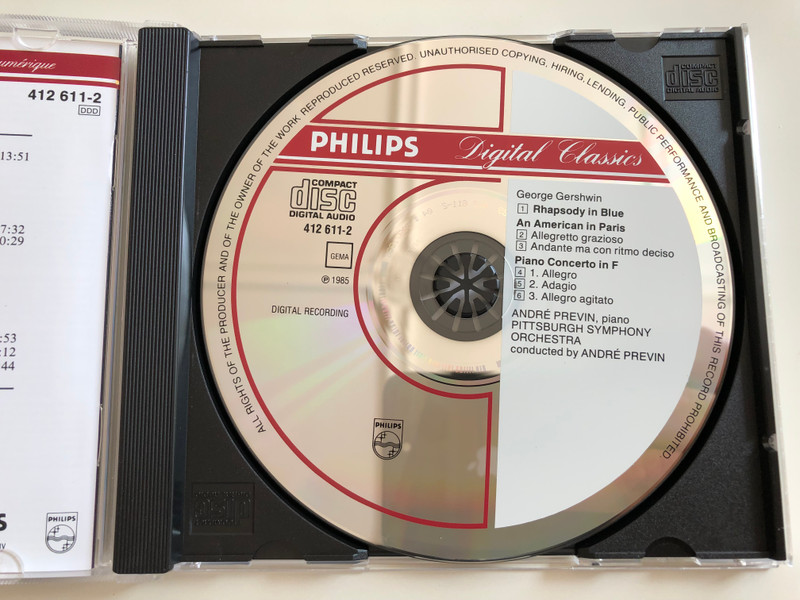 umérique
412 611-2
DDD
13:51
7:32
0:29
:53
:12
44
S
PHILIPS
ALL RIGHTS OF THE PRODUCER AND OF THE OWNER OF THE WORK REPRODUCED RESERVED. UNAUTHORISED COPYING, HIRING, LENDING, PUBLIC PERFORMANCE AND BROADCASTING OF THIS RECORD PROHIBITED.
PHILIPS Digital Classics
COMPACT
disc
DIGITAL AUDIO
412 611-2
GEMA
℗ 1985
DIGITAL RECORDING
PHILIPS
George Gershwin
1 Rhapsody in Blue
An American in Paris
2 Allegretto grazioso
3 Andante ma con ritmo deciso
Piano Concerto in F
4 1. Allegro
5 2. Adagio
6 3. Allegro agitato
ANDRÉ PREVIN, piano
PITTSBURGH SYMPHONY
ORCHESTRA
conducted by ANDRÉ PREVIN
COMPACT
disc
DIGITAL AUDIO